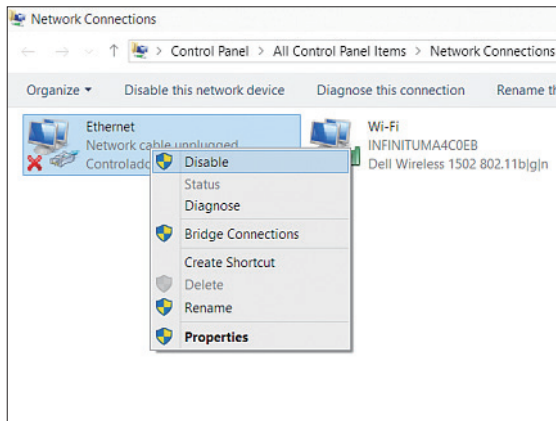 Network Connections
Control Panel > All Control Panel Items > Network Connections
Organize Disable this network device Diagnose this connection Rename
Ethernet
Network cable unplugged
Wi-Fi
INFINITUMA4C0EB
Dell Wireless 1502 802.11b|g|n
Disable
Status
Diagnose
Bridge Connections
Create Shortcut
Delete
Rename
Properties